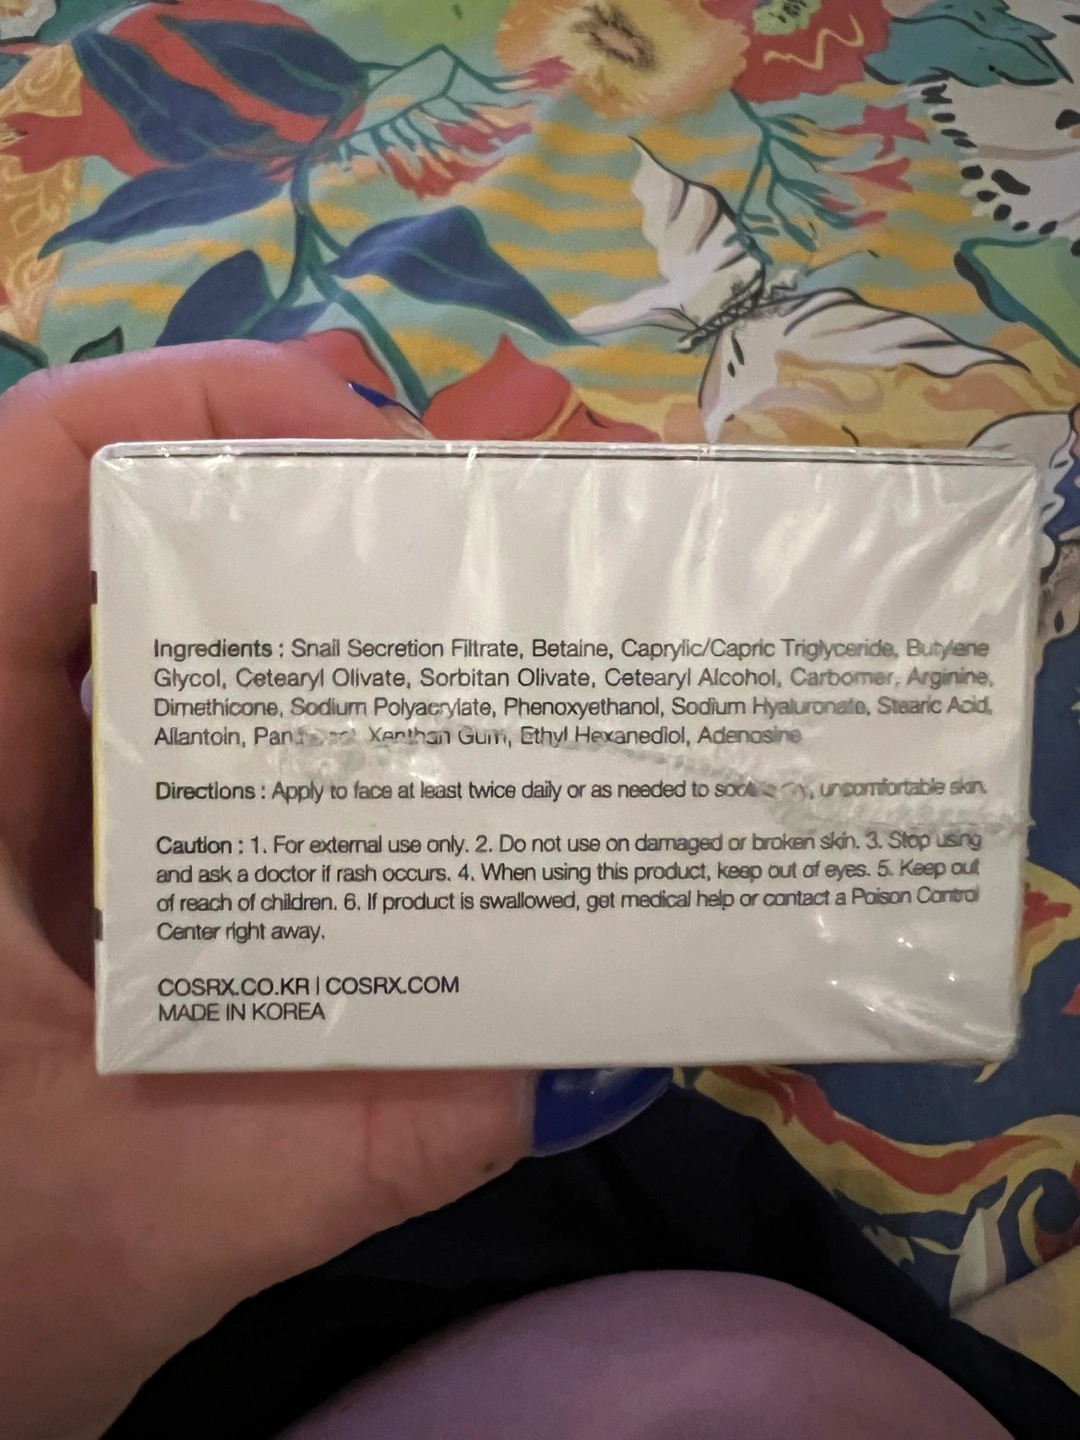 Ingredients : Snail Secretion Filtrate, Betaine, Caprylic/Capric Triglyceride, Butylene
Glycol, Cetearyl Olivate, Sorbitan Olivate, Cetearyl Alcohol, Carbomer, Arginine,
Dimethicone, Sodium Polyacrylate, Phenoxyethanol, Sodium Hyaluronate, Stearic Acid,
Allantoin, Xanthan Gum, Ethyl Hexanediol, Adenosine
Directions : Apply to face at least twice daily or as needed to uncomfortable skin.
Caution : 1. For external use only. 2. Do not use on damaged or broken skin. 3. Stop using
and ask a doctor if rash occurs. 4. When using this product, keep out of eyes. 5. Keep out
of reach of children. 6. If product is swallowed, get medical help or contact a Poison Control
Center right away.
COSRX.CO.KR | COSRX.COM
MADE IN KOREA